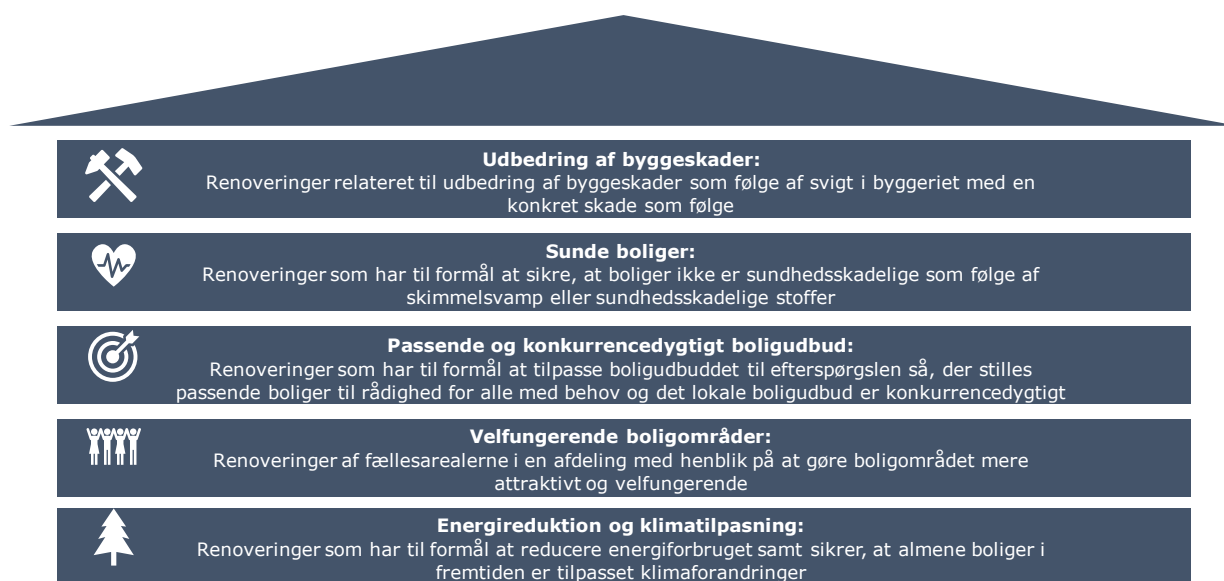 Udbedring af byggeskader:
Renoveringer relateret til udbedring af byggeskader som følge af svigt i byggeriet med en
konkret skade som følge
Sunde boliger:
Renoveringer som har til formål at sikre, at boliger ikke er sundhedsskadelige som følge af
skimmelsvamp eller sundhedsskadelige stoffer
Passende og konkurrencedygtigt boligudbud:
Renoveringer som har til formål at tilpasse boligudbuddet til efterspørgslen så, der stilles
passende boliger til rådighed for alle med behov og det lokale boligudbud er konkurrencedygtigt
Velfungerende boligområder:
Renoveringer af fællesarealerne i en afdeling med henblik på at gøre boligområdet mere
attraktivt og velfungerende
Energireduktion og klimatilpasning:
Renoveringer som har til formål at reducere energiforbruget samt sikrer, at almene boliger i
fremtiden er tilpasset klimaforandringer